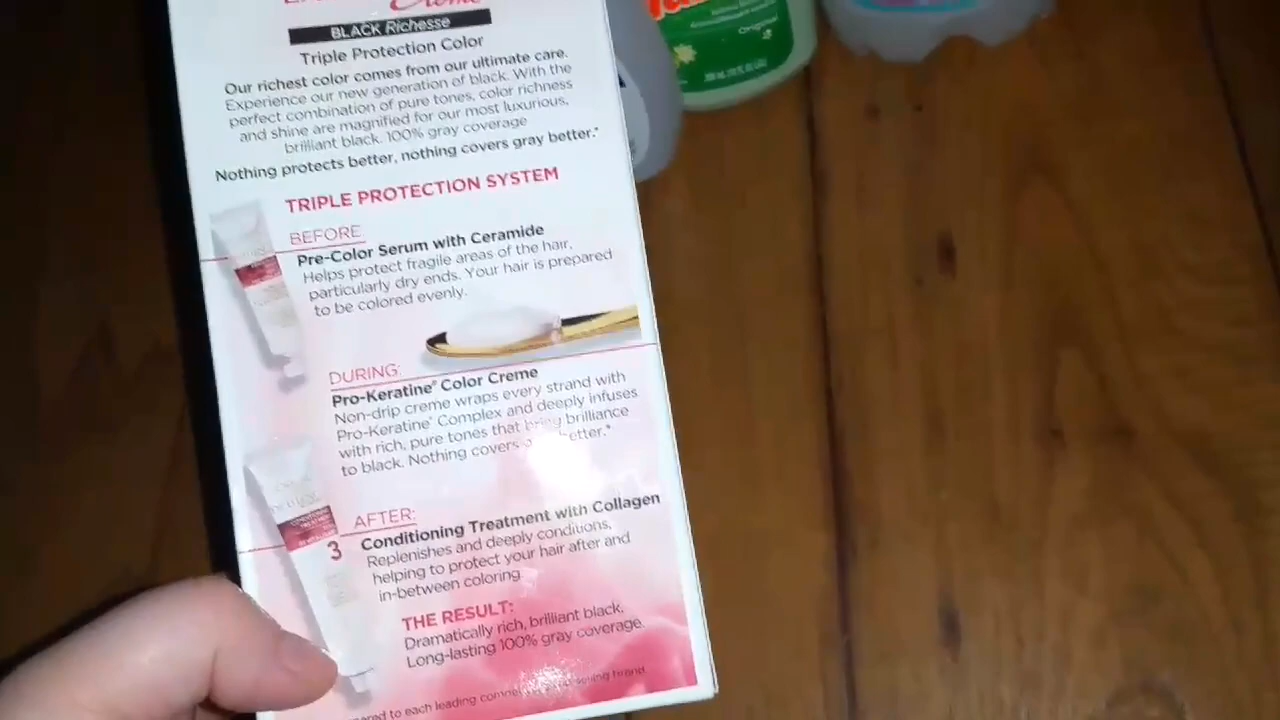 BLACK Richesse
Triple Protection Color
Our richest color comes from our ultimate care.
Experience our new generation of black. With the
perfect combination of pure tones, color richness
and shine are magnified for our most luxurious,
brilliant black. 100% gray coverage
Nothing protects better, nothing covers gray better.*
TRIPLE PROTECTION SYSTEM
BEFORE:
Pre-Color Serum with Ceramide
Helps protect fragile areas of the hair,
particularly dry ends. Your hair is prepared
to be colored evenly.
DURING:
Pro-Keratine® Color Creme
Non-drip creme wraps every strand with
Pro-Keratine® Complex and deeply infuses
with rich, pure tones that bring brilliance
to black. Nothing covers better.*
AFTER:
3
Conditioning Treatment with Collagen
Replenishes and deeply conditions,
helping to protect your hair after and
in-between coloring
THE RESULT:
Dramatically rich, brilliant black.
Long-lasting 100% gray coverage.
to each leading brand.
Original